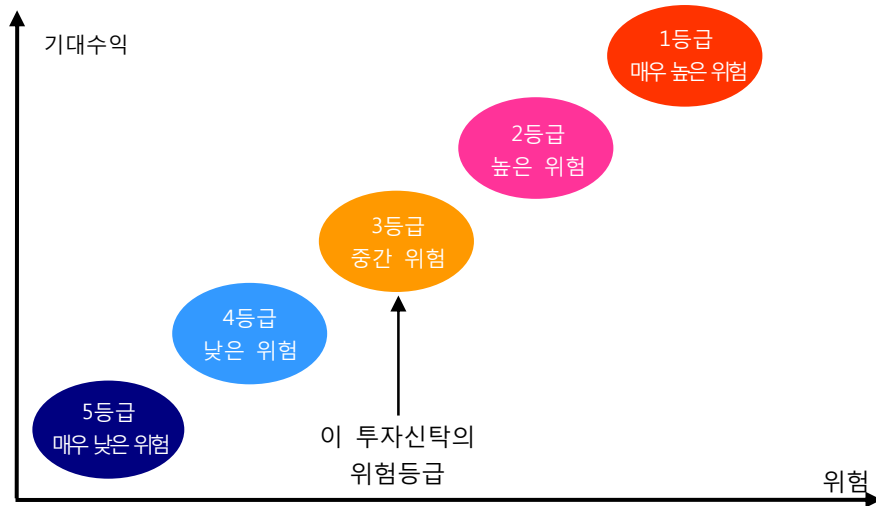 기대수익
1등급
매우 높은 위험
2등급
높은 위험
3등급
중간 위험
4등급
낮은 위험
5등급
매우 낮은 위험
이 투자신탁의
위험등급
위험